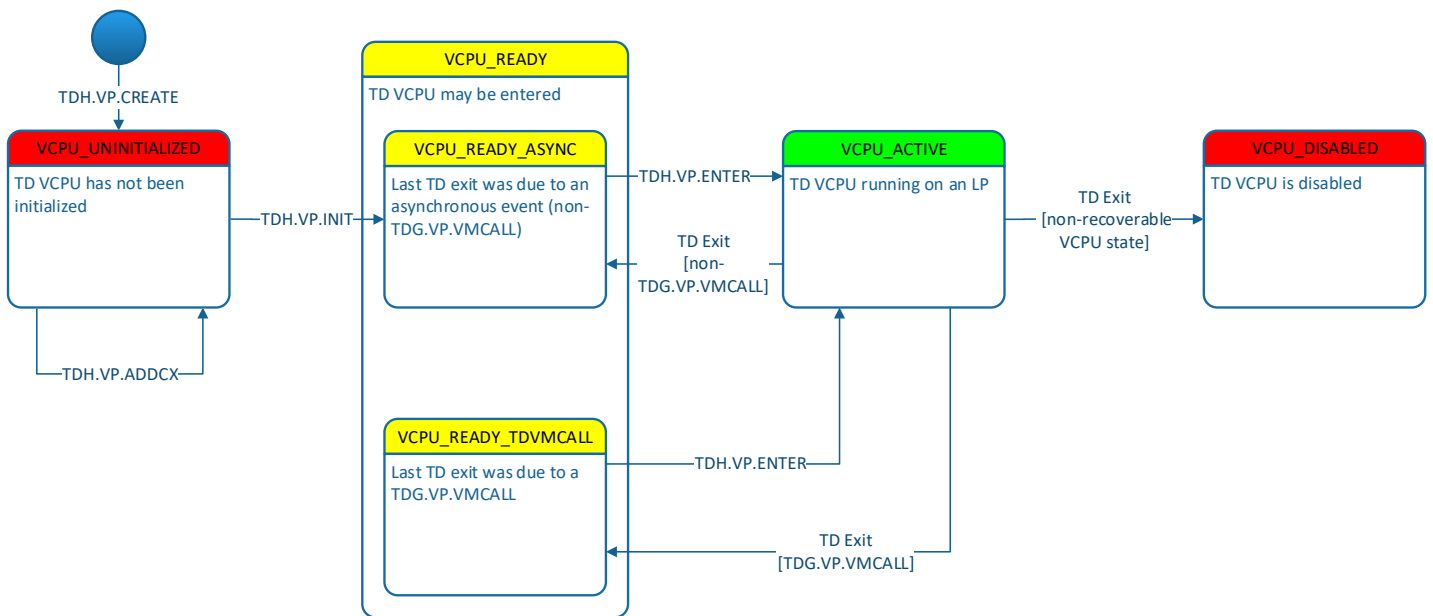 TDH.VP.CREATE
VCPU_UNINITIALIZED
TD VCPU has not been
initialized
TDH.VP.ADDCX
TDH.VP.INIT
VCPU_READY
TD VCPU may be entered
VCPU_READY_ASYNC
Last TD exit was due to an
asynchronous event (non-
TDG.VP.VMCALL)
TDH.VP.ENTER
TD Exit
[non-
TDG.VP.VMCALL]
VCPU_ACTIVE
TD VCPU running on an LP
TD Exit
[non-recoverable
VCPU state]
VCPU_DISABLED
TD VCPU is disabled
VCPU_READY_TDVMCALL
Last TD exit was due to a
TDG.VP.VMCALL
TDH.VP.ENTER
TD Exit
[TDG.VP.VMCALL]